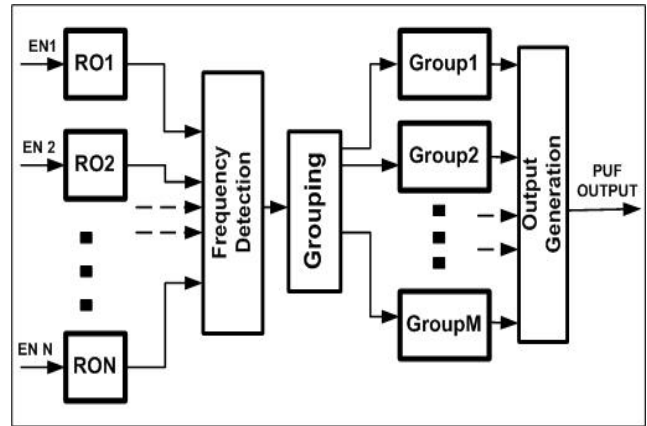 EN1
RO1
EN 2
RO2
EN N
RON
Frequency
Detection
Grouping
Group1
Group2
GroupM
Output
Generation
PUF
OUTPUT